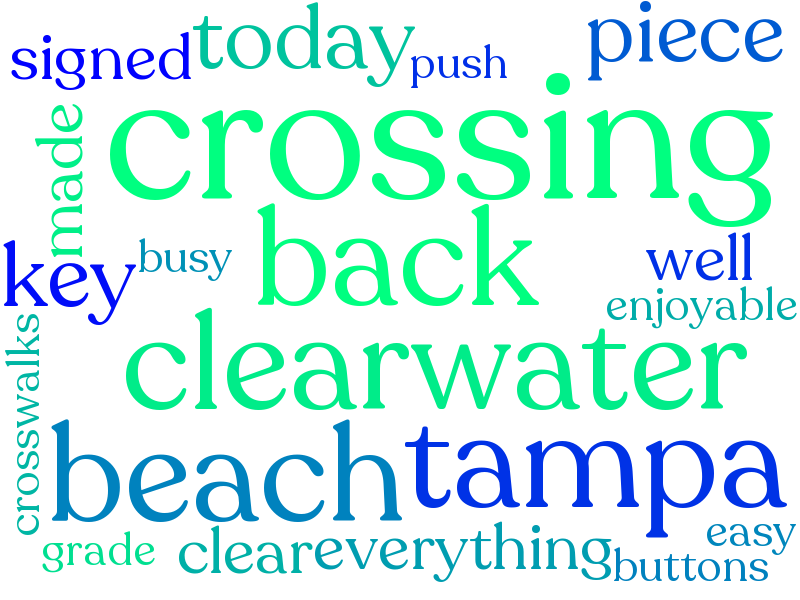 signed
today
push
piece
crossing
made
back
busy
key
well
enjoyable
clearwater
crosswalks
beach
tampa
grade
clear
everything
easy
buttons